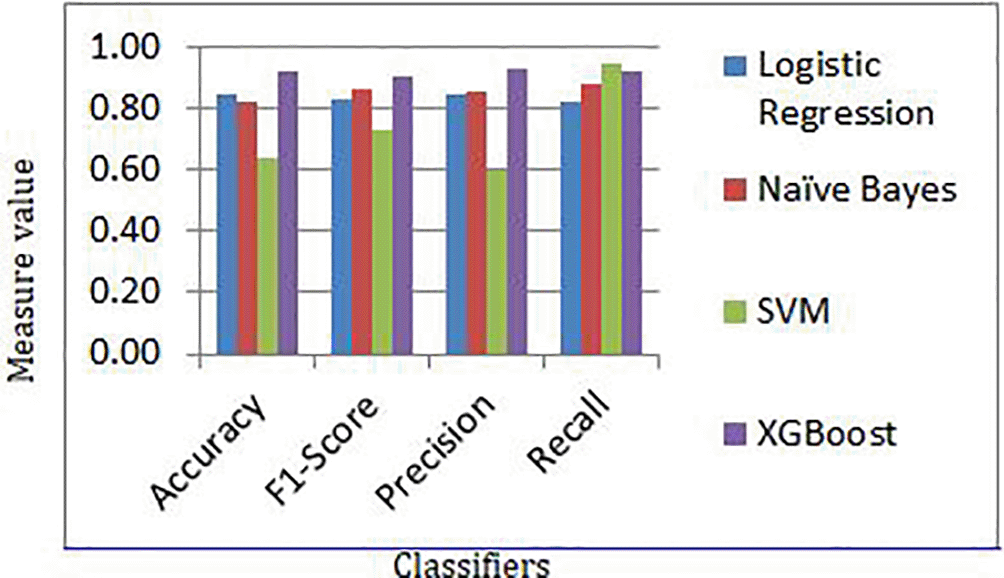 1.00
0.80
0.60
0.40
0.20
0.00
Measure value
Accuracy
F1-Score
Precision
Recall
Classifiers
Logistic
Regression
Naïve Bayes
SVM
XGBoost